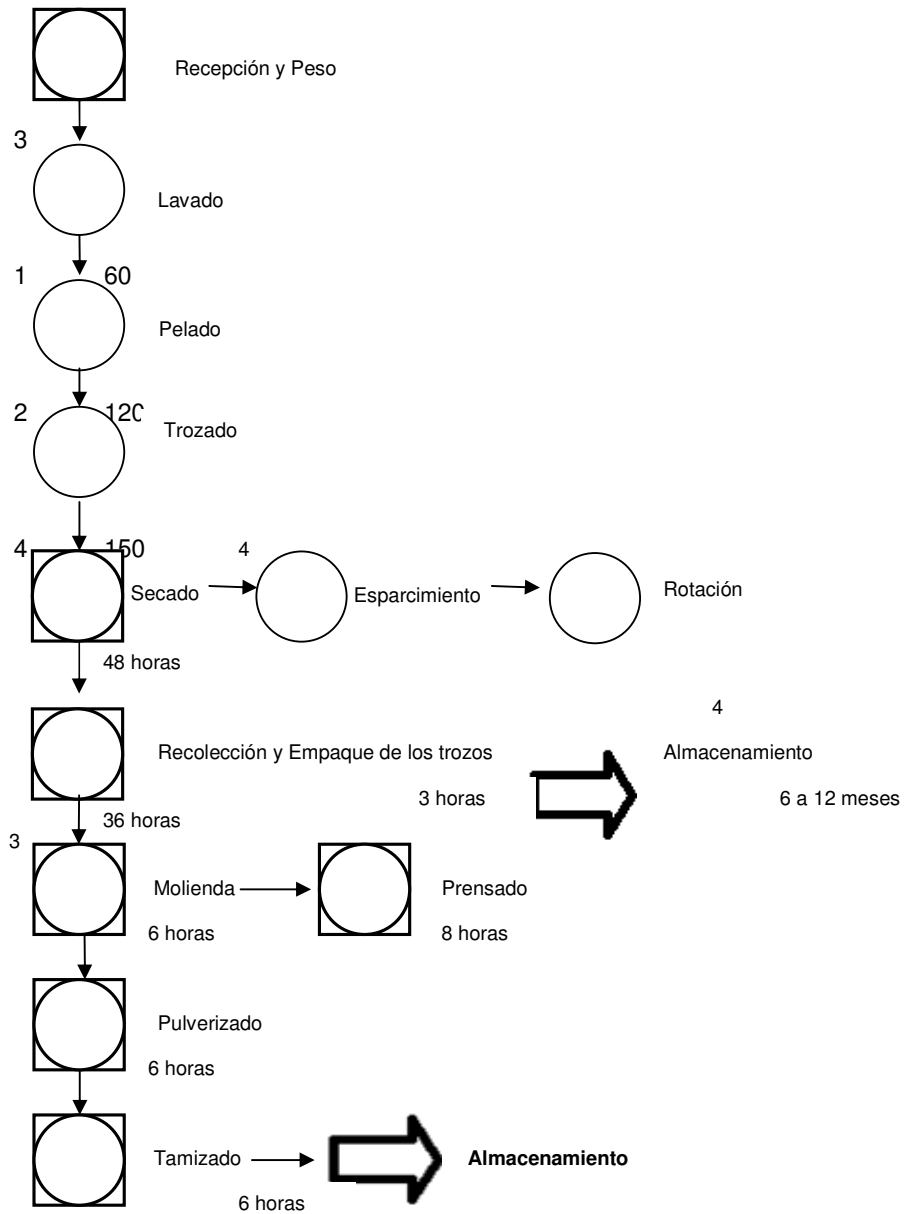 Recepción y Peso
3
Lavado
1 60
Pelado
2 120
Trozado
4 150 4
Secado Esparcimiento Rotación
48 horas
4
Recolección y Empaque de los trozos Almacenamiento
3 horas 6 a 12 meses
36 horas
3
Molienda Prensado
6 horas 8 horas
Pulverizado
6 horas
Tamizado Almacenamiento
6 horas